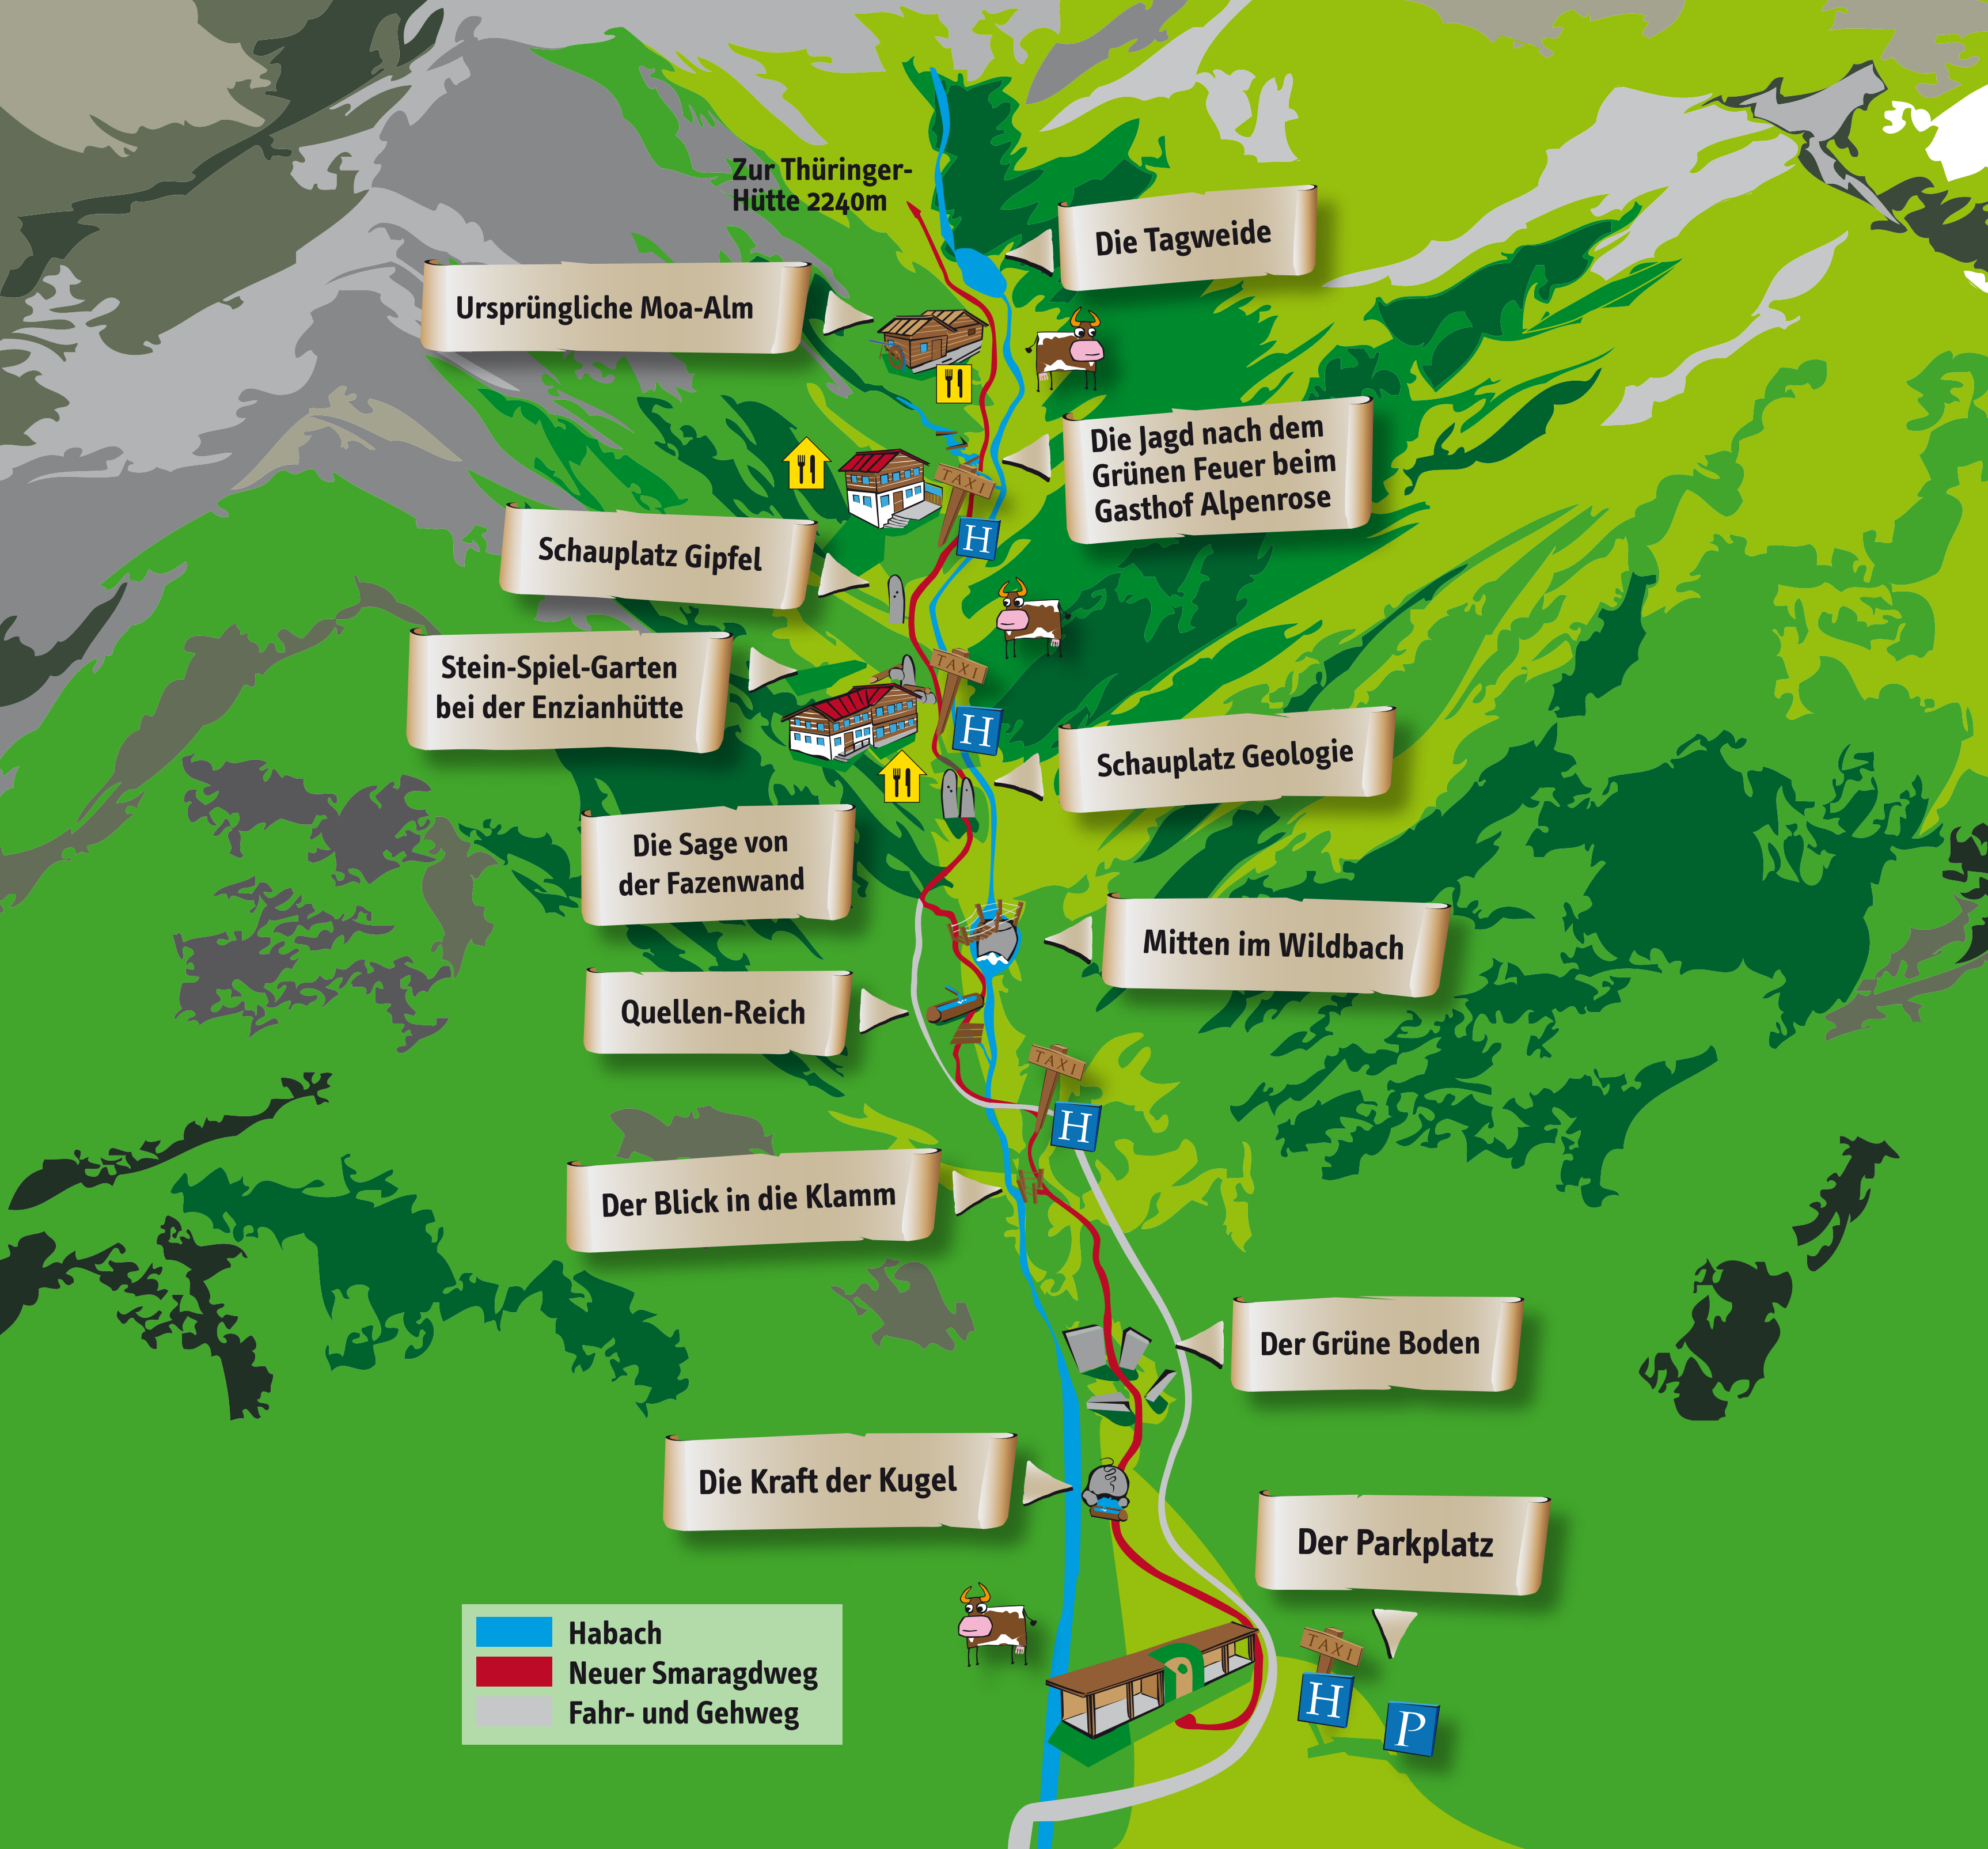 Zur Thüringer-
Hütte 2240m
Die Tagweide
Ursprüngliche Moa-Alm
Die Jagd nach dem
Grünen Feuer beim
Gasthof Alpenrose
TAXI
H
Schauplatz Gipfel
Stein-Spiel-Garten
bei der Enzianhütte
TAXI
H
Schauplatz Geologie
Die Sage von
der Fazenwand
Mitten im Wildbach
Quellen-Reich
TAXI
H
Der Blick in die Klamm
Der Grüne Boden
Die Kraft der Kugel
Der Parkplatz
TAXI
H
P
Habach
Neuer Smaragdweg
Fahr- und Gehweg